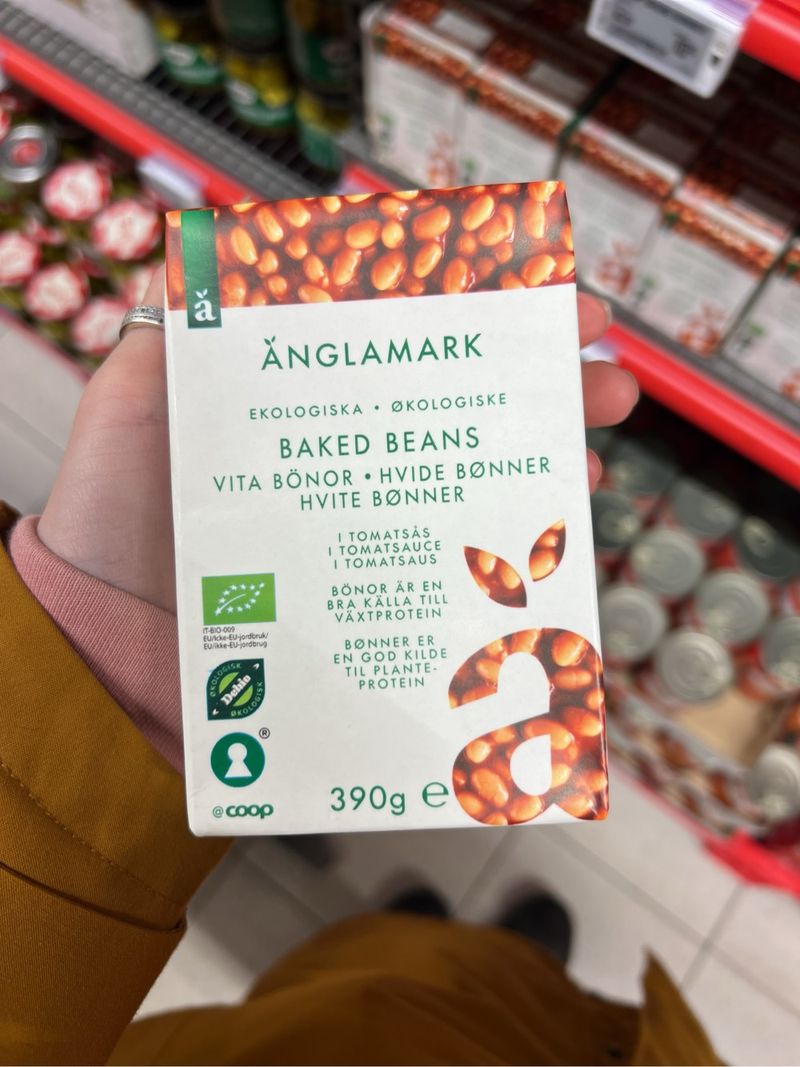 ǎ
ÄNGLAMARK
EKOLOGISKA • ØKOLOGISKE
BAKED BEANS
VITA BÖNOR • HVIDE BØNNER
HVITE BØNNER
I TOMATSÅS
I TOMATSAUCE
I TOMATSAUS
BÖNOR ÄR EN
BRA KÄLLA TILL
VÄXTPROTEIN
BØNNER ER
EN GOD KILDE
TIL PLANTE-
PROTEIN
IT-BIO-009
EU/icke-EU-jordbruk/
EU/ikke-EU-jordbrug
ØKOLOGISK
Debio
ØKOLOGISK
®
coop
390g ℮
ǎ